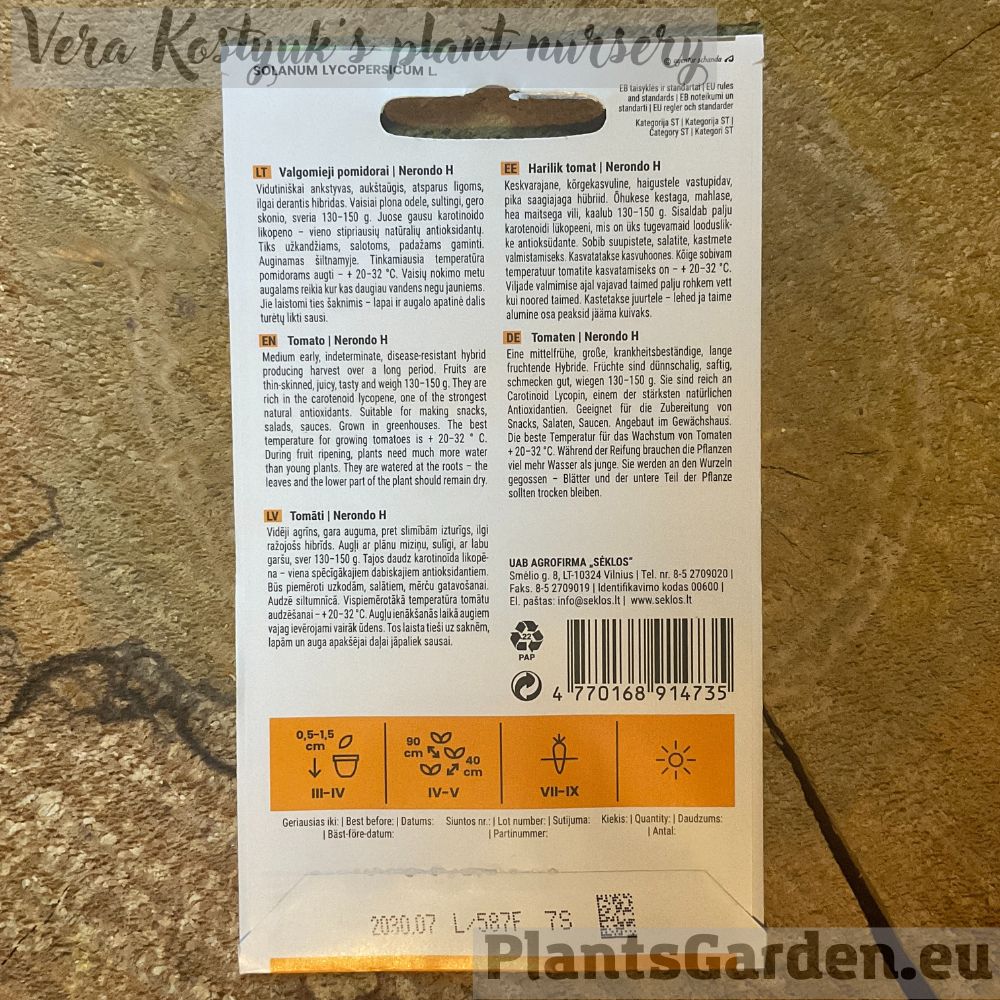 Vera Kostyuk's plant nursery
SOLANUM LYCOPERSICUM L.
© agentur schanda
EB taisyklės ir standartai | EU rules
and standards | EB noteikumi un
standarti | EU regler och standarder
Kategorija ST | Kategorija ST |
Category ST | Kategori ST
LT Valgomieji pomidorai | Nerondo H
Vidutiniškai ankstyvas, aukštaūgis, atsparus ligoms,
ilgai derantis hibridas. Vaisiai plona odele, sultingi, gero
skonio, sveria 130–150 g. Juose gausu karotinoido
likopeno – vieno stipriausių natūralių antioksidantų.
Tiks užkandžiams, salotoms, padažams gaminti.
Auginamas šiltnamyje. Tinkamiausia temperatūra
pomidorams augti – + 20–32 °C. Vaisių nokimo metu
augalams reikia kur kas daugiau vandens negu jauniems.
Jie laistomi ties šaknimis – lapai ir augalo apatinė dalis
turėtų likti sausi.
EE Harilik tomat | Nerondo H
Keskvarajane, kõrgekasvuline, haigustele vastupidav,
pika saagiajaga hübriid. Õhukese kestaga, mahlase,
hea maitsega vili, kaalub 130–150 g. Sisaldab palju
karotenoidi lükopeeni, mis on üks tugevamaid looduslik-
ke antioksüdante. Sobib suupistete, salatite, kastmete
valmistamiseks. Kasvatatakse kasvuhoones. Kõige sobivam
temperatuur tomatite kasvatamiseks on – + 20–32 °C.
Viljade valmimise ajal vajavad taimed palju rohkem vett
kui noored taimed. Kastetakse juurtele – lehed ja taime
alumine osa peaksid jääma kuivaks.
EN Tomato | Nerondo H
Medium early, indeterminate, disease-resistant hybrid
producing harvest over a long period. Fruits are
thin-skinned, juicy, tasty and weigh 130–150 g. They are
rich in the carotenoid lycopene, one of the strongest
natural antioxidants. Suitable for making snacks,
salads, sauces. Grown in greenhouses. The best
temperature for growing tomatoes is + 20–32 ° C.
During fruit ripening, plants need much more water
than young plants. They are watered at the roots – the
leaves and the lower part of the plant should remain dry.
DE Tomaten | Nerondo H
Eine mittelfrühe, große, krankheitsbeständige, lange
fruchtende Hybride. Früchte sind dünnschalig, saftig,
schmecken gut, wiegen 130–150 g. Sie sind reich an
Carotinoid Lycopin, einem der stärksten natürlichen
Antioxidantien. Geeignet für die Zubereitung von
Snacks, Salaten, Saucen. Angebaut im Gewächshaus.
Die beste Temperatur für das Wachstum von Tomaten
+ 20–32 °C. Während der Reifung brauchen die Pflanzen
viel mehr Wasser als junge. Sie werden an den Wurzeln
gegossen – Blätter und der untere Teil der Pflanze
sollten trocken bleiben.
LV Tomāti | Nerondo H
Vidēji agrīns, gara auguma, pret slimībām izturīgs, ilgi
ražojošs hibrīds. Augļi ar plānu miziņu, sulīgi, ar labu
garšu, sver 130–150 g. Tajos daudz karotinoīda likopē-
na – viena spēcīgākajiem dabiskajiem antioksidantiem.
Būs piemēroti uzkodām, salātiem, mērču gatavošanai.
Audzē siltumnīcā. Vispiemērotākā temperatūra tomātu
audzēšanai – + 20–32 °C. Augļu ienākšanās laikā augiem
vajag ievērojami vairāk ūdens. Tos laista tieši uz saknēm,
lapām un auga apakšējai daļai jāpaliek sausai.
UAB AGROFIRMA „SĖKLOS“
Smėlio g. 8, LT-10324 Vilnius | Tel. nr. 8-5 2709020 |
Faks. 8-5 2709019 | Identifikavimo kodas 00600 |
El. paštas: info@seklos.lt | www.seklos.lt
22
PAP
4 770168 914735
0,5–1,5
cm
III–IV
90
cm
40
cm
IV–V
VII–IX
Geriausias iki: | Best before: | Datums:
| Bäst-före-datum:
Siuntos nr.: | Lot number: | Sutijuma:
| Partinummer:
Kiekis: | Quantity: | Daudzums:
| Antal:
2030.07 L/587F 7S
PlantsGarden.eu